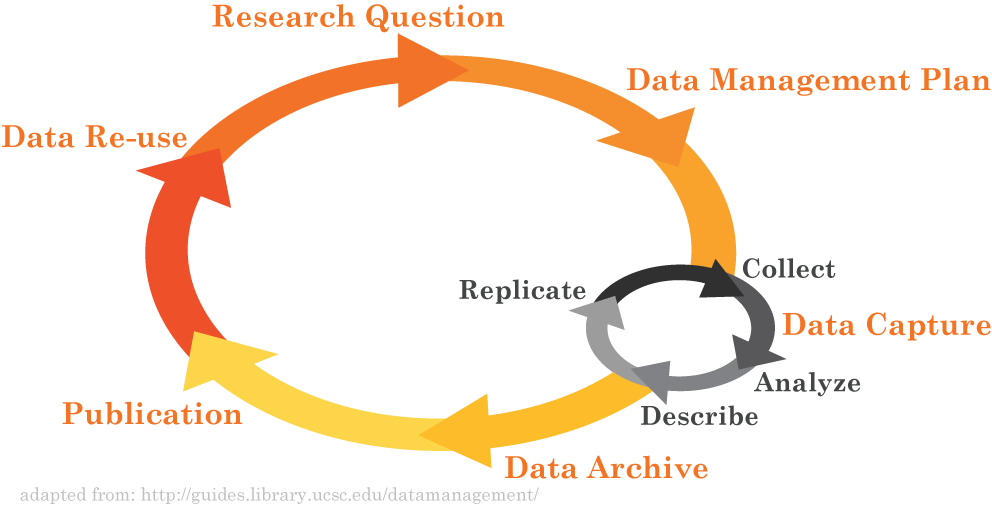 Research Question
Data Management Plan
Data Re-use
Collect
Replicate
Data Capture
Analyze
Describe
Publication
Data Archive
adapted from: http://guides.library.ucsc.edu/datamanagement/